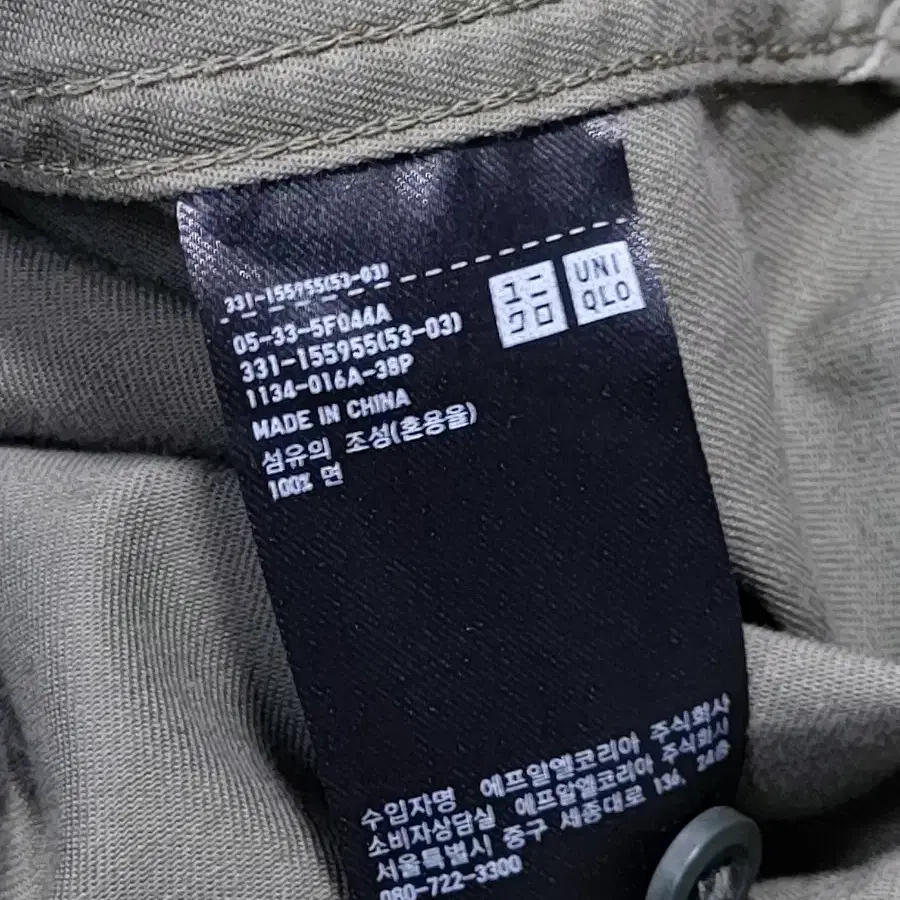 331-155955(53-03)
05-33-5F044A
331-155955(53-03)
1134-016A-38P
MADE IN CHINA
섬유의 조성(혼용율)
100% 면
ユニ
クロ
UNI
QLO
수입자명 에프알엘코리아 주식회사
소비자상담실 에프알엘코리아 주식회사
서울특별시 중구 세종대로 136, 24층
080-722-3300